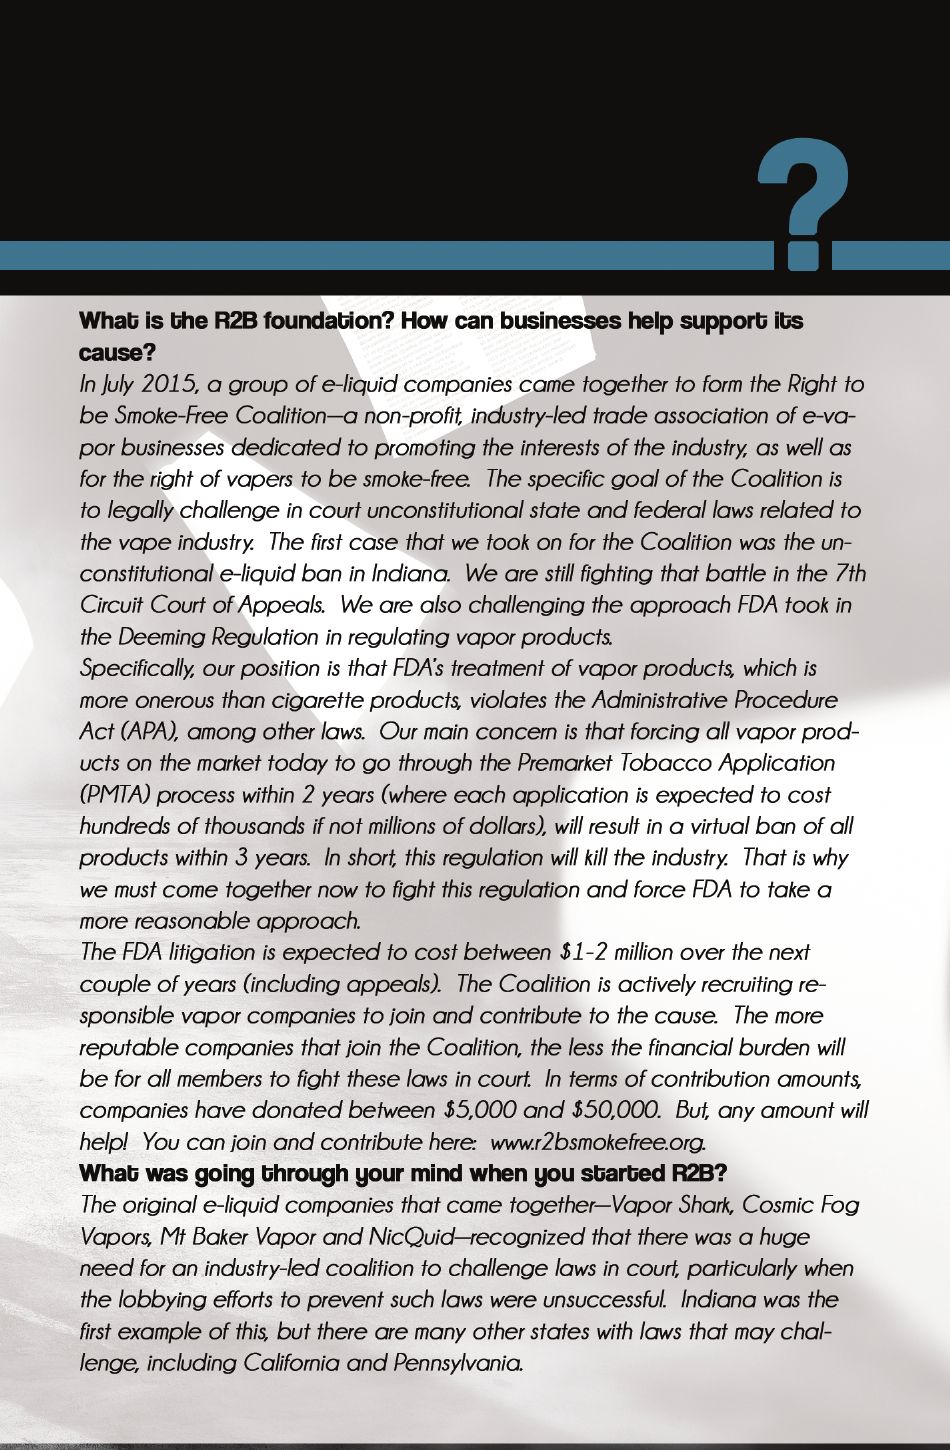 ?
What is the R2B foundation? How can businesses help support its
cause?
In July 2015, a group of e-liquid companies came together to form the Right to
be Smoke-Free Coalition—a non-profit, industry-led trade association of e-va-
por businesses dedicated to promoting the interests of the industry, as well as
for the right of vapers to be smoke-free.  The specific goal of the Coalition is
to legally challenge in court unconstitutional state and federal laws related to
the vape industry.  The first case that we took on for the Coalition was the un-
constitutional e-liquid ban in Indiana.  We are still fighting that battle in the 7th
Circuit Court of Appeals.  We are also challenging the approach FDA took in
the Deeming Regulation in regulating vapor products.
Specifically, our position is that FDA's treatment of vapor products, which is
more onerous than cigarette products, violates the Administrative Procedure
Act (APA), among other laws.  Our main concern is that forcing all vapor prod-
ucts on the market today to go through the Premarket Tobacco Application
(PMTA) process within 2 years (where each application is expected to cost
hundreds of thousands if not millions of dollars), will result in a virtual ban of all
products within 3 years.  In short, this regulation will kill the industry.  That is why
we must come together now to fight this regulation and force FDA to take a
more reasonable approach.
The FDA litigation is expected to cost between $1-2 million over the next
couple of years (including appeals).  The Coalition is actively recruiting re-
sponsible vapor companies to join and contribute to the cause.  The more
reputable companies that join the Coalition, the less the financial burden will
be for all members to fight these laws in court.  In terms of contribution amounts,
companies have donated between $5,000 and $50,000.  But, any amount will
help!  You can join and contribute here:  www.r2bsmokefree.org.
What was going through your mind when you started R2B?
The original e-liquid companies that came together—Vapor Shark, Cosmic Fog
Vapors, Mt Baker Vapor and NicQuid—recognized that there was a huge
need for an industry-led coalition to challenge laws in court, particularly when
the lobbying efforts to prevent such laws were unsuccessful.  Indiana was the
first example of this, but there are many other states with laws that may chal-
lenge, including California and Pennsylvania.